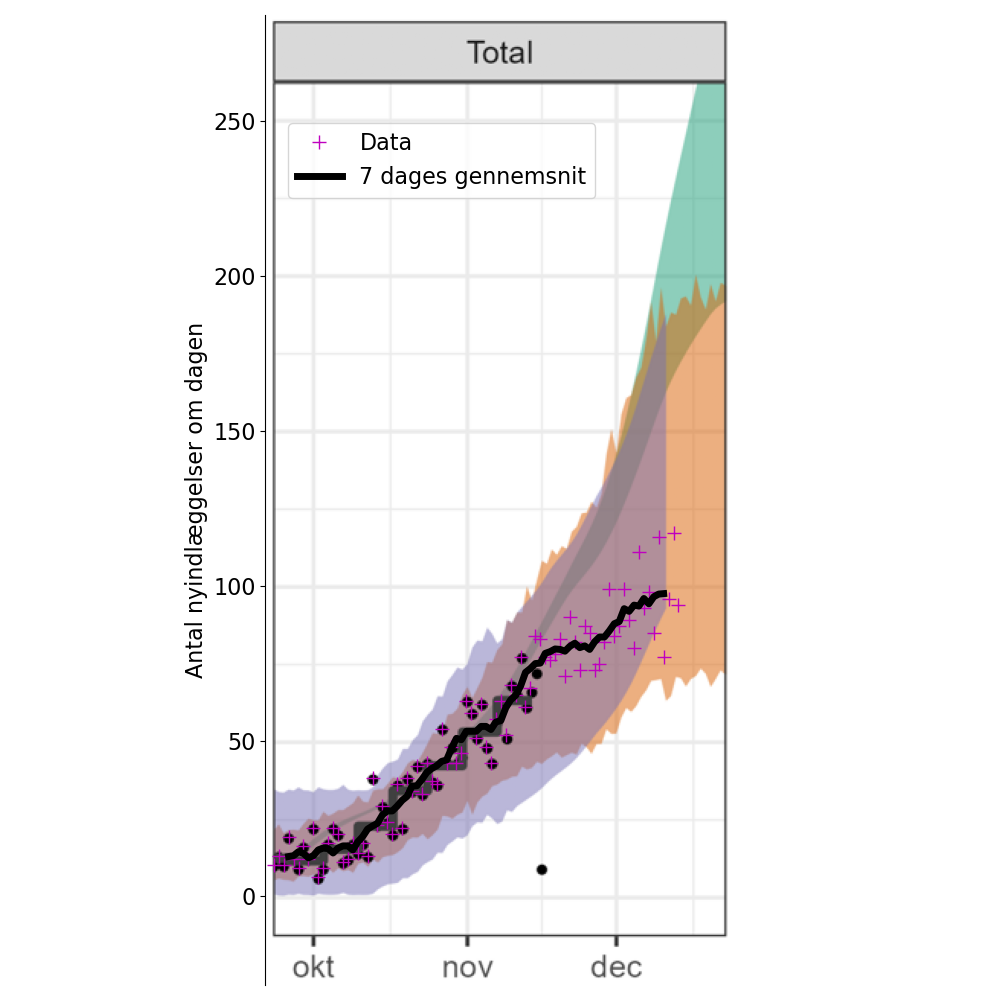 Total
250
Data
7 dages gennemsnit
200
150
100
50
0
Antal nyindlæggelser om dagen
okt nov dec